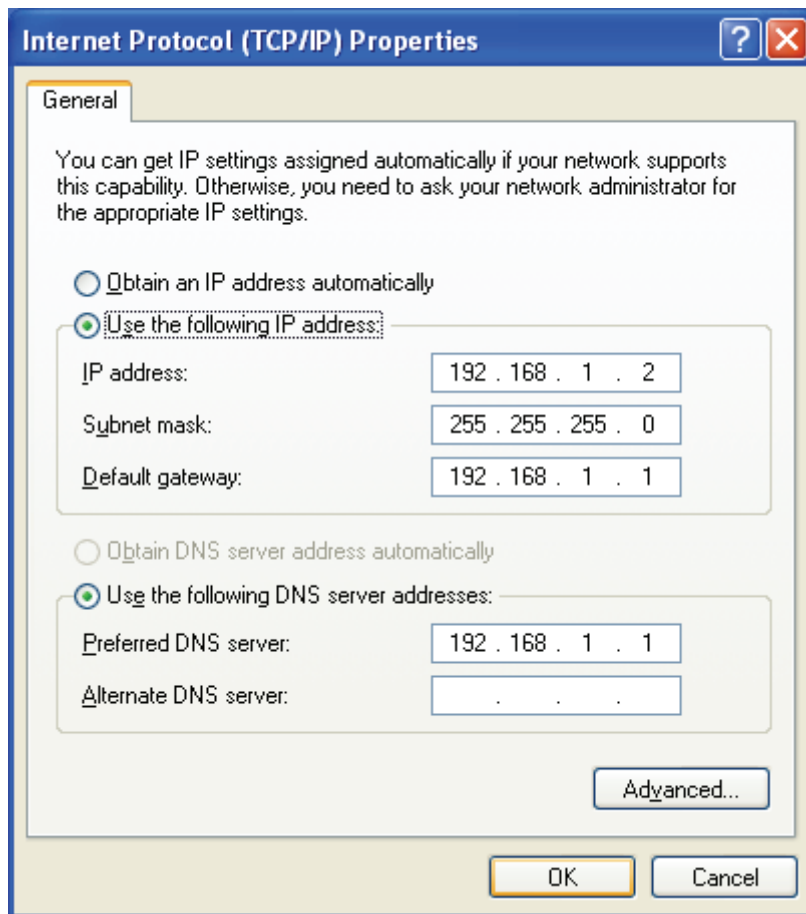 Internet Protocol (TCP/IP) Properties
General
You can get IP settings assigned automatically if your network supports
this capability. Otherwise, you need to ask your network administrator for
the appropriate IP settings.
Obtain an IP address automatically
Use the following IP address:
IP address: 192 . 168 . 1 . 2
Subnet mask: 255 . 255 . 255 . 0
Default gateway: 192 . 168 . 1 . 1
Obtain DNS server address automatically
Use the following DNS server addresses:
Preferred DNS server: 192 . 168 . 1 . 1
Alternate DNS server: . . .
Advanced...
OK Cancel